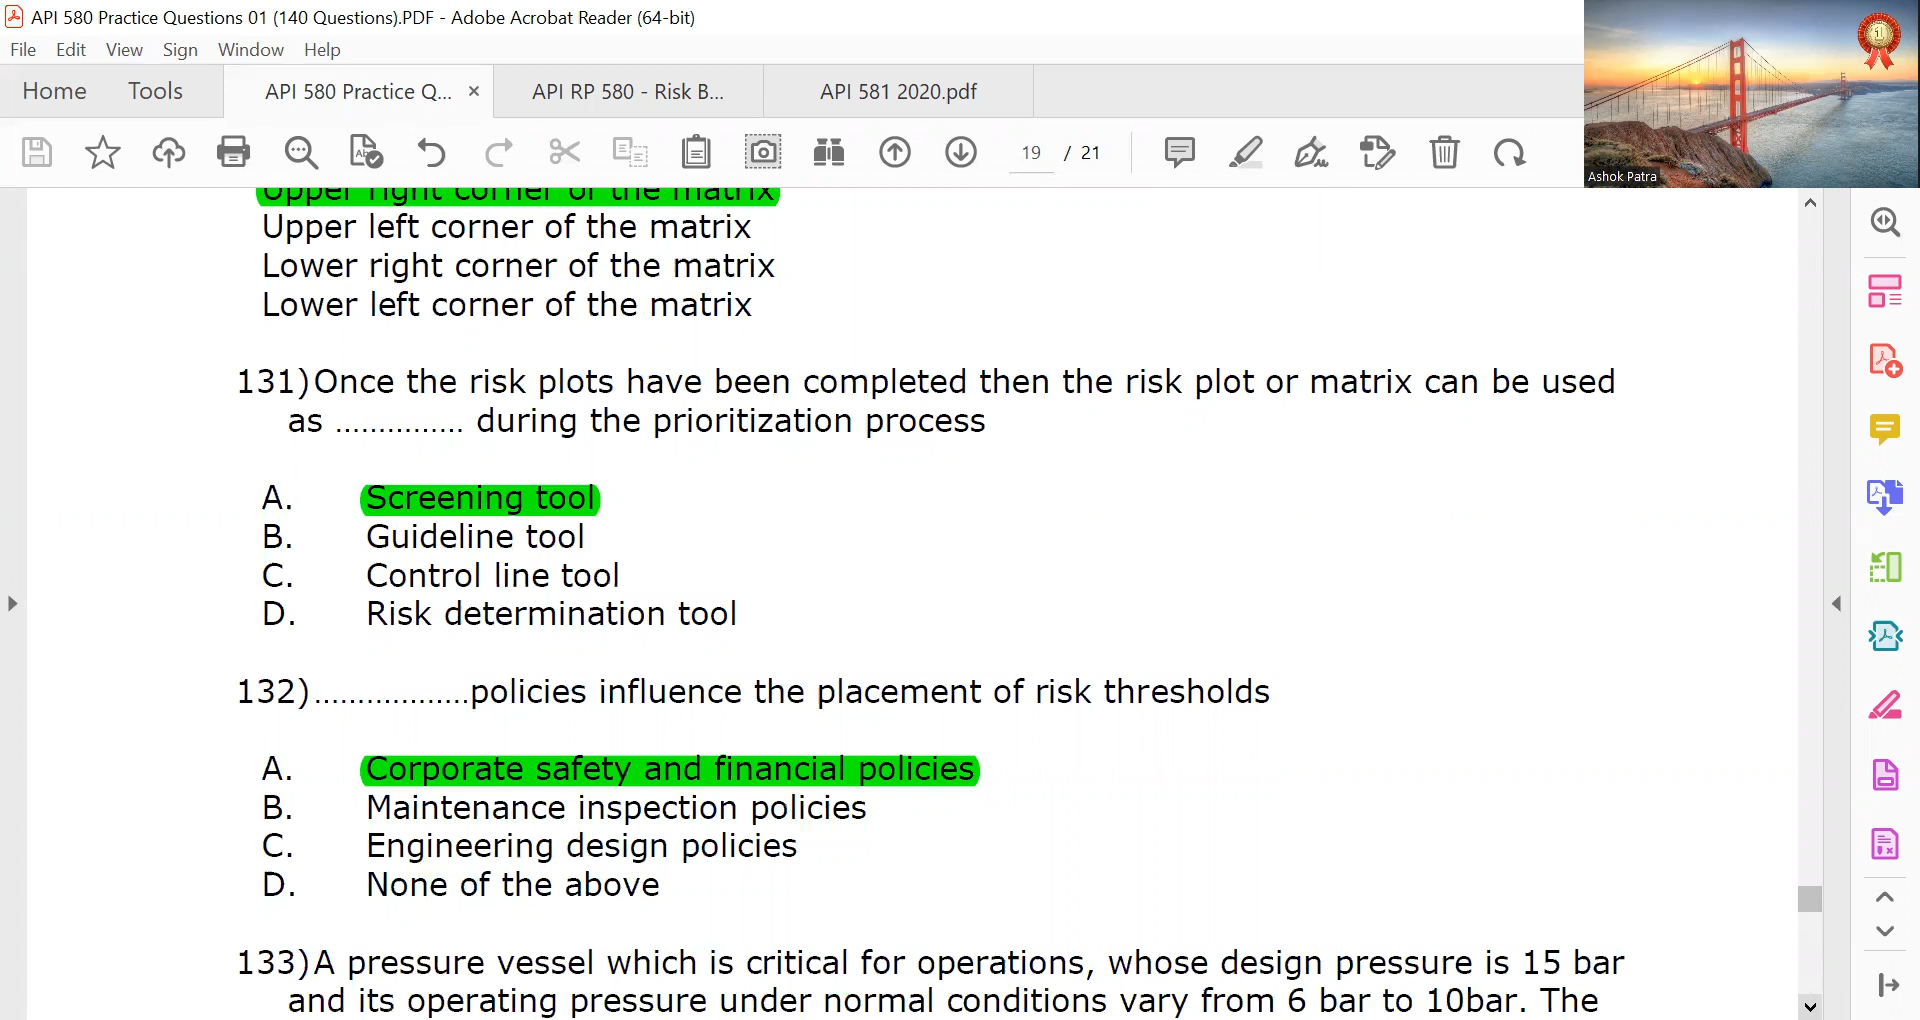 API 580 Practice Questions 01 (140 Questions).PDF - Adobe Acrobat Reader (64-bit)
File Edit View Sign Window Help
Home Tools API 580 Practice Q... × API RP 580 - Risk B... API 581 2020.pdf
19 / 21
Ashok Patra
Upper right corner of the matrix
Upper left corner of the matrix
Lower right corner of the matrix
Lower left corner of the matrix
131) Once the risk plots have been completed then the risk plot or matrix can be used
as ............... during the prioritization process
A. Screening tool
B. Guideline tool
C. Control line tool
D. Risk determination tool
132) ..................policies influence the placement of risk thresholds
A. Corporate safety and financial policies
B. Maintenance inspection policies
C. Engineering design policies
D. None of the above
133) A pressure vessel which is critical for operations, whose design pressure is 15 bar
and its operating pressure under normal conditions vary from 6 bar to 10bar. The